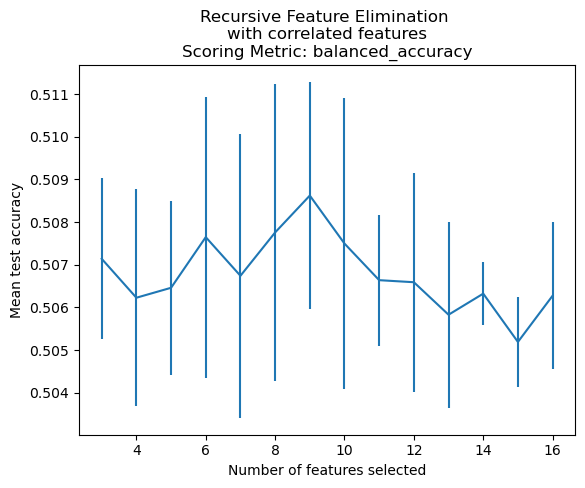 Recursive Feature Elimination
with correlated features
Scoring Metric: balanced_accuracy
Mean test accuracy
0.511
0.510
0.509
0.508
0.507
0.506
0.505
0.504
4 6 8 10 12 14 16
Number of features selected